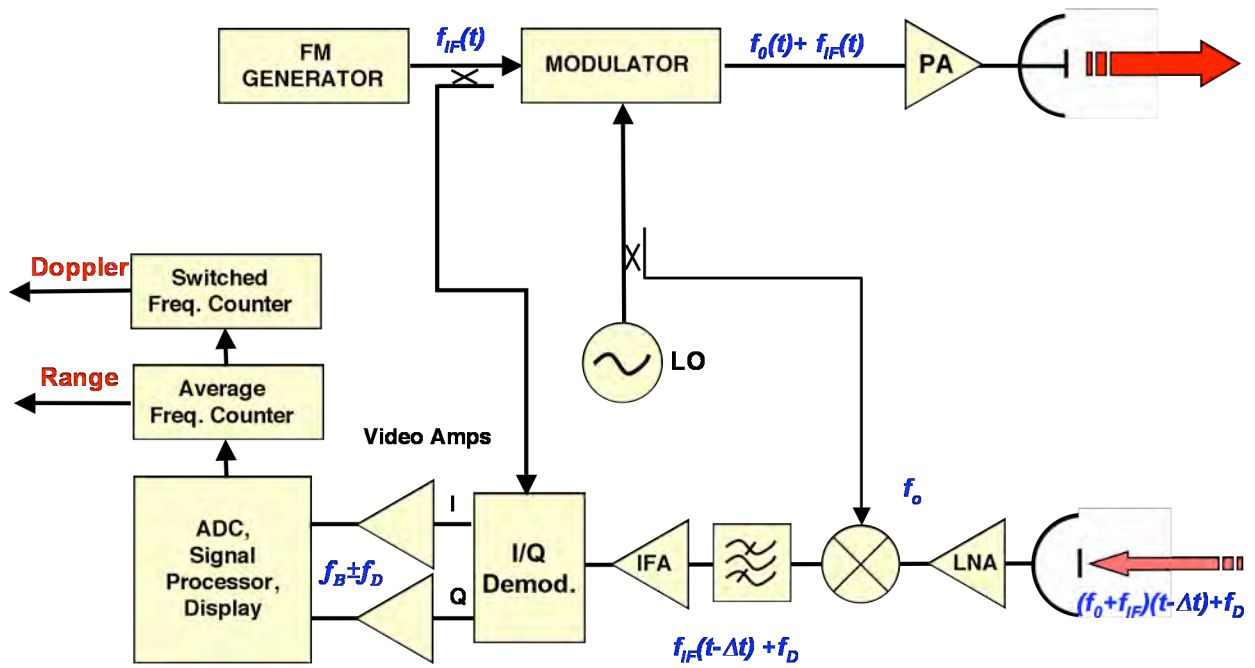 FM
GENERATOR
f_IF(t)
MODULATOR
f_0(t)+ f_IF(t)
PA
Doppler
Switched
Freq. Counter
LO
Range
Average
Freq. Counter
Video Amps
ADC,
Signal
Processor,
Display
f_B±f_D
I
Q
I/Q
Demod.
IFA
f_o
LNA
(f_0+f_IF)(t-Δt)+f_D
f_IF(t-Δt) +f_D